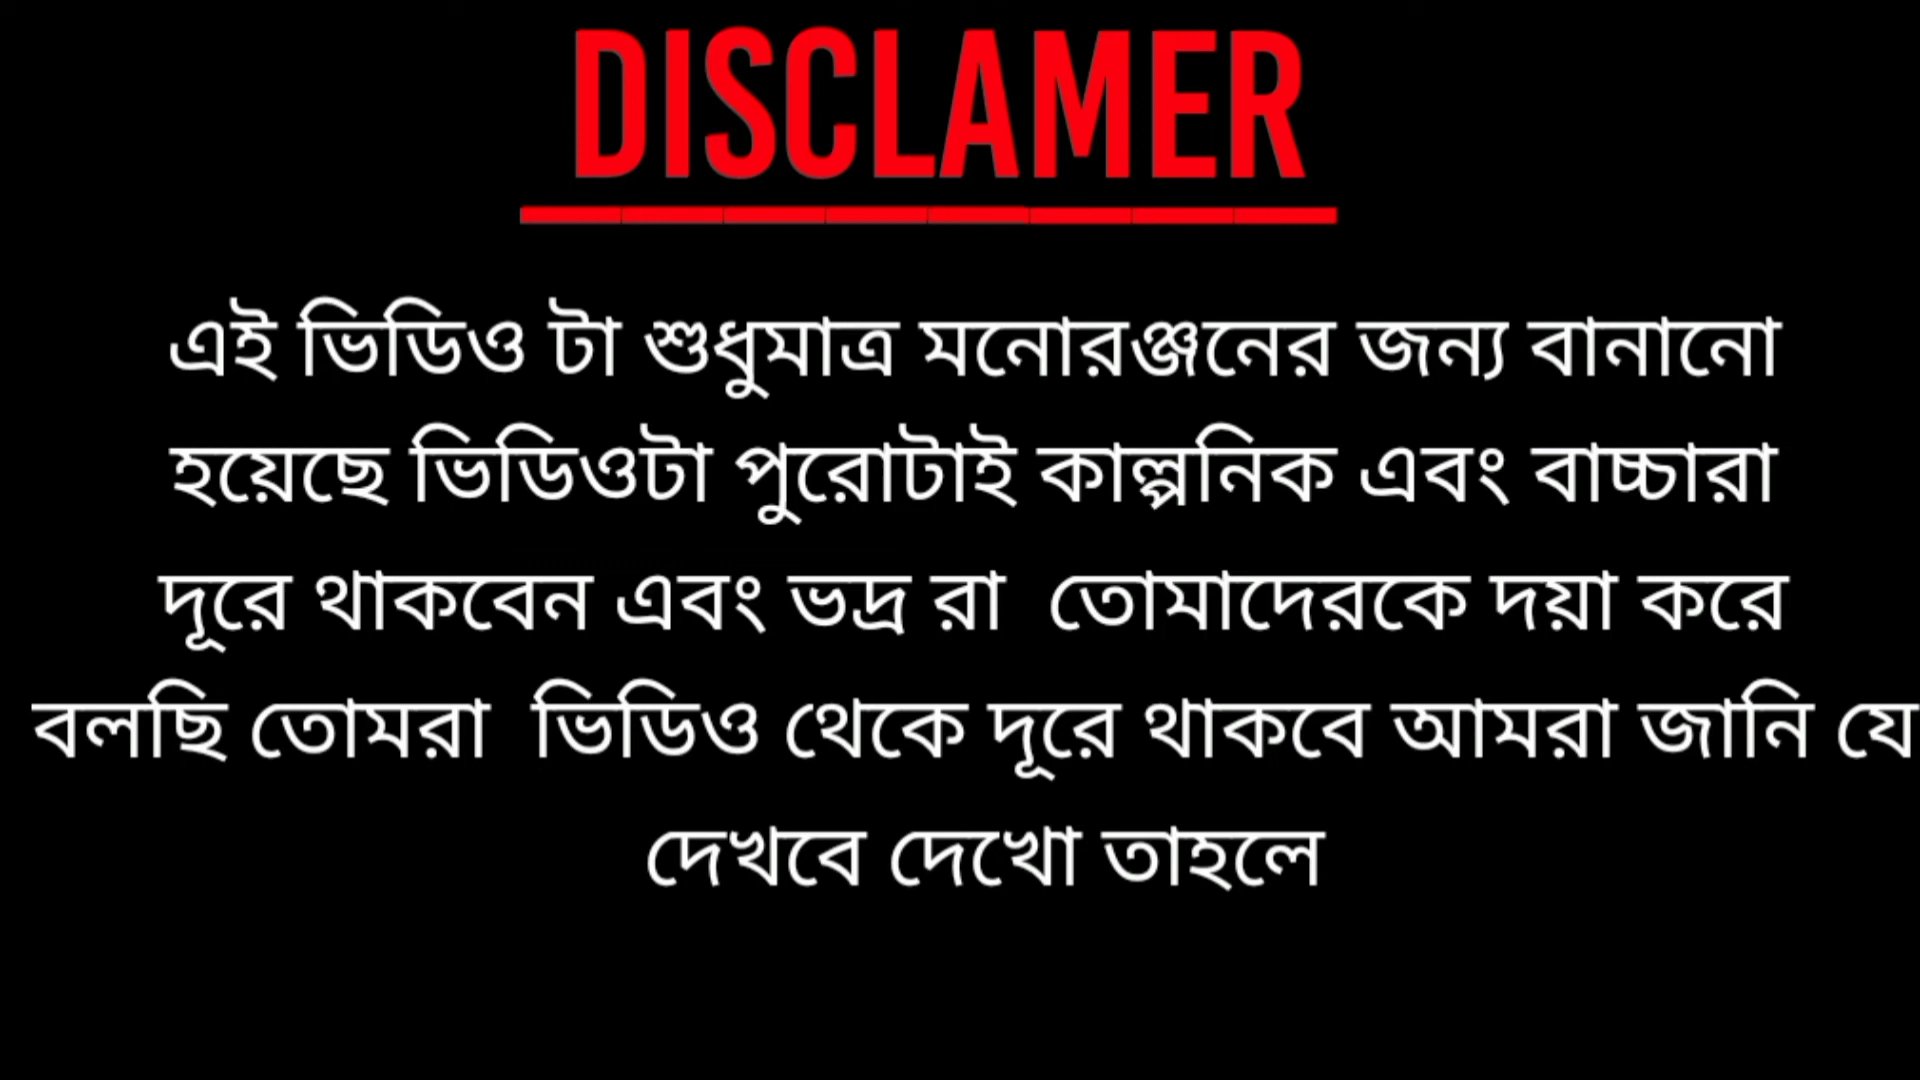 DISCLAMER
এই ভিডিও টা শুধুমাত্র মনোরঞ্জনের জন্য বানানো
হয়েছে ভিডিওটা পুরোটাই কাল্পনিক এবং বাচ্চারা
দূরে থাকবেন এবং ভদ্র রা তোমাদেরকে দয়া করে
বলছি তোমরা ভিডিও থেকে দূরে থাকবে আমরা জানি যে
দেখবে দেখো তাহলে